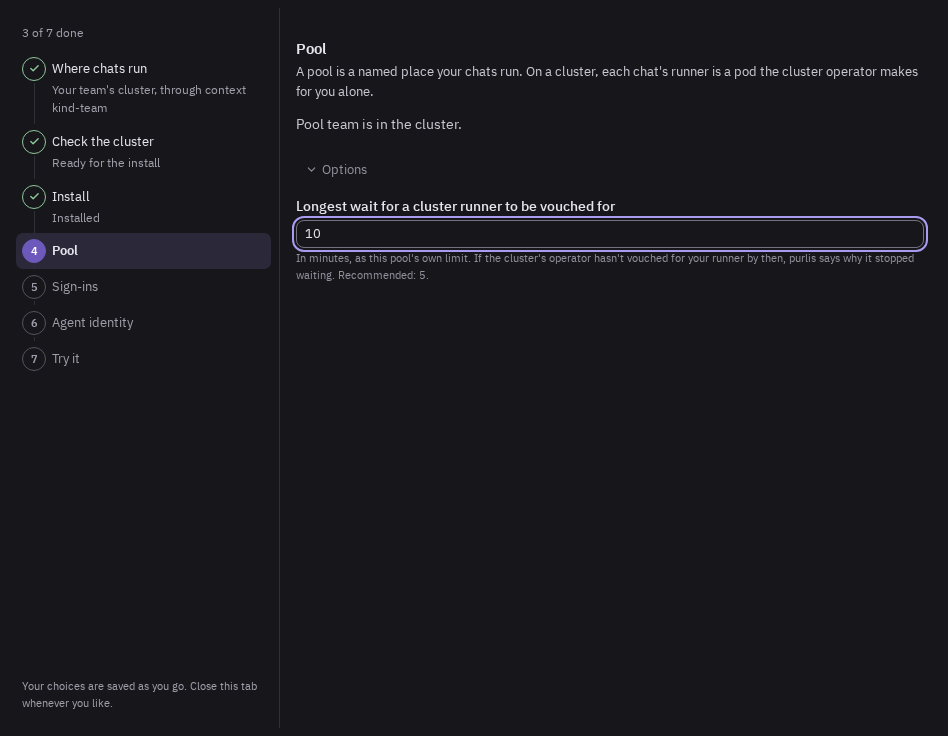 3 of 7 done
Where chats run
Your team's cluster, through context
kind-team
Check the cluster
Ready for the install
Install
Installed
4 Pool
5 Sign-ins
6 Agent identity
7 Try it
Your choices are saved as you go. Close this tab
whenever you like.
Pool
A pool is a named place your chats run. On a cluster, each chat's runner is a pod the cluster operator makes
for you alone.
Pool team is in the cluster.
Options
Longest wait for a cluster runner to be vouched for
10
In minutes, as this pool's own limit. If the cluster's operator hasn't vouched for your runner by then, purlis says why it stopped
waiting. Recommended: 5.